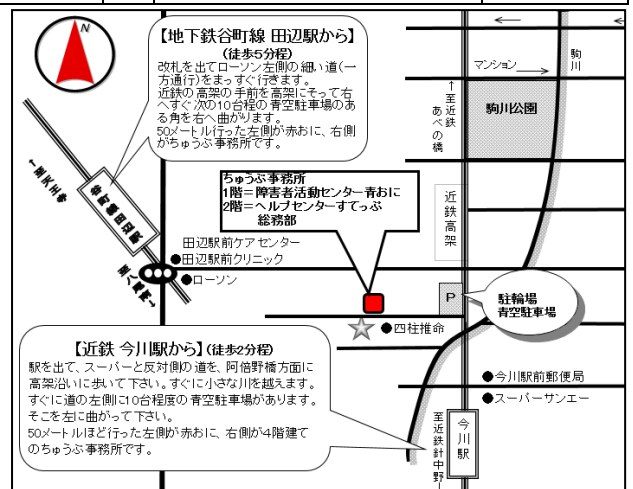 【地下鉄谷町線 田辺駅から】
(徒歩5分程)
改札を出てローソン左側の細い道(一
方通行)をまっすぐ行きます。
近鉄の高架の手前を高架にそって右
へすぐ次の10台程の青空駐車場のあ
る角を右へ曲がります。
50メートル行った左側が赤おに、右側
がちゅうぶ事務所です。
マンション
駒川
駒川公園
↑至近鉄あべの橋
近鉄高架
←至天王寺
谷町線田辺駅
至八尾南→
ちゅうぶ事務所
1階＝障害者活動センター青おに
2階＝ヘルプセンターすてっぷ
総務部
田辺駅前ケアセンター
●田辺駅前クリニック
●ローソン
P
駐輪場
青空駐車場
●四柱推命
【近鉄 今川駅から】(徒歩2分程)
駅を出て、スーパーと反対側の道を、阿倍野橋方面に
高架沿いに歩いて下さい。すぐに小さな川を越えます。
すぐに道の左側に10台程度の青空駐車場があります。
そこを左に曲がって下さい。
50メートルほど行った左側が赤おに、右側が4階建て
のちゅうぶ事務所です。
●今川駅前郵便局
●スーパーサンエー
今川駅
至近鉄針中野